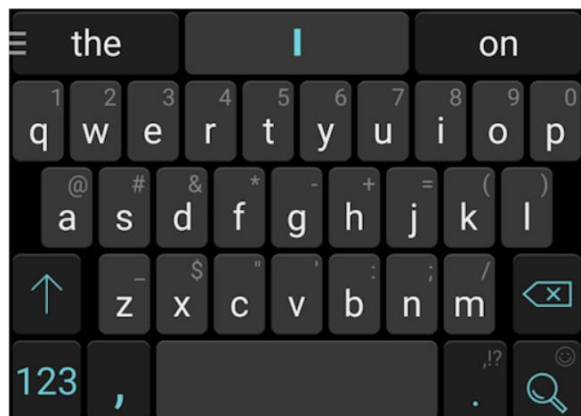 the I on
1 2 3 4 5 6 7 8 9 0
q w e r t y u i o p
@ # & * - + = ( )
a s d f g h j k l
_ $ " ' : ; /
z x c v b n m
,!?
123 , .